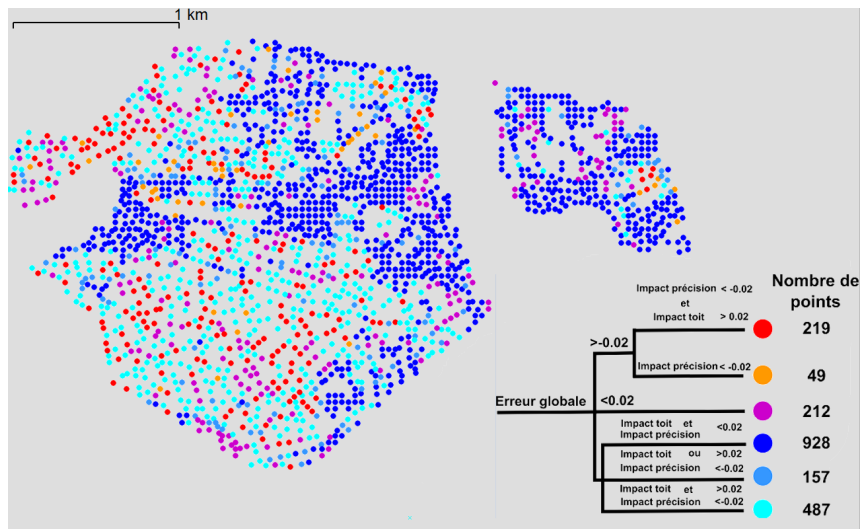 1 km
Nombre de
points
Impact précision < -0.02
et
Impact toit > 0.02
219
>-0.02
Impact précision < -0.02
49
Erreur globale <0.02
212
Impact toit et <0.02
Impact précision
928
Impact toit ou >0.02
Impact précision <-0.02
157
Impact toit et >0.02
Impact précision <-0.02
487